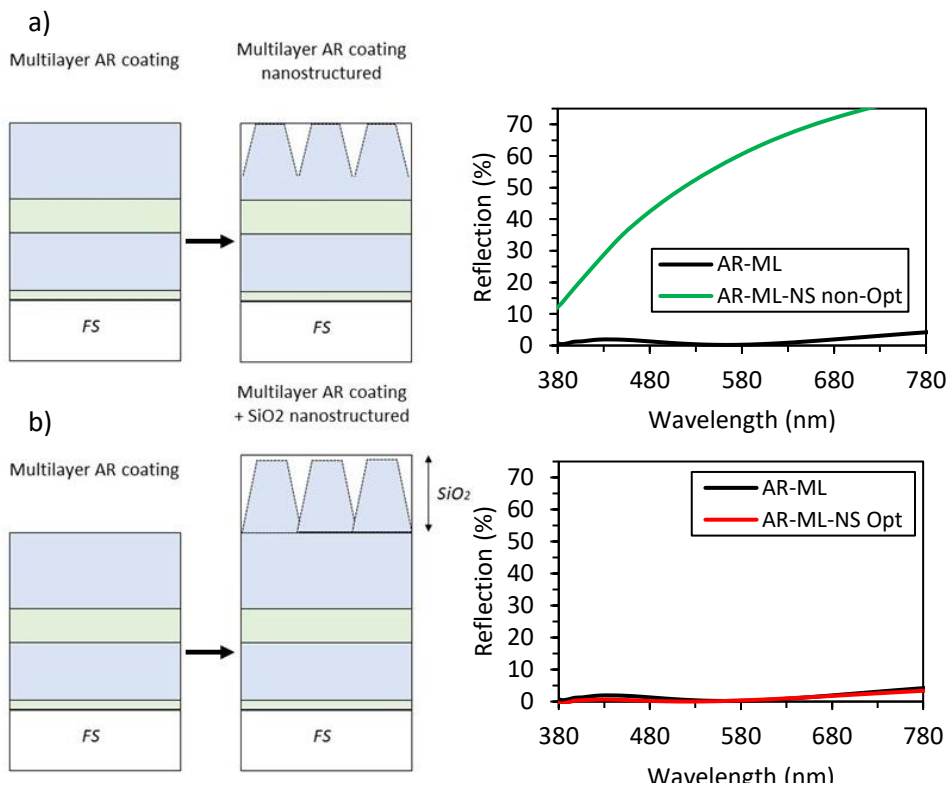 a)
Multilayer AR coating
Multilayer AR coating
nanostructured
FS
FS
Reflection (%)
70
60
50
40
30
20
10
0
AR-ML
AR-ML-NS non-Opt
380 480 580 680 780
Wavelength (nm)
b)
Multilayer AR coating
Multilayer AR coating
+ SiO2 nanostructured
SiO2
FS
FS
Reflection (%)
70
60
50
40
30
20
10
0
AR-ML
AR-ML-NS Opt
380 480 580 680 780
Wavelength (nm)